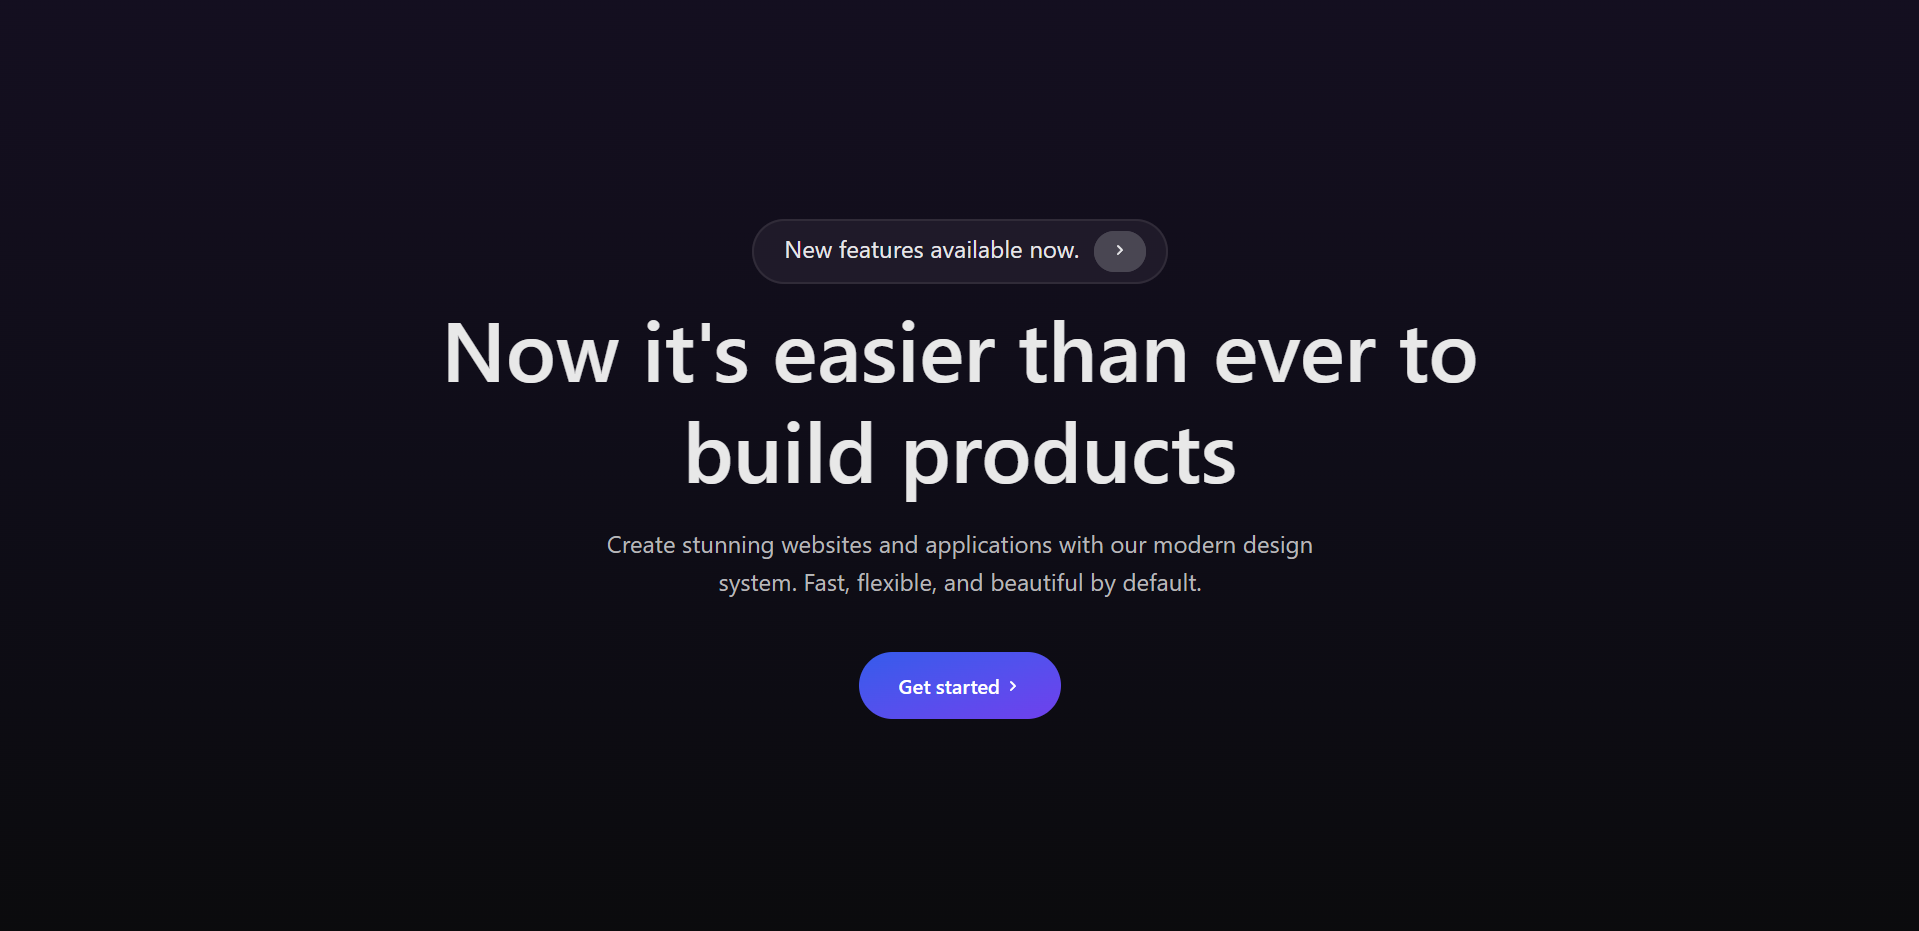 New features available now.
Now it's easier than ever to
build products
Create stunning websites and applications with our modern design
system. Fast, flexible, and beautiful by default.
Get started